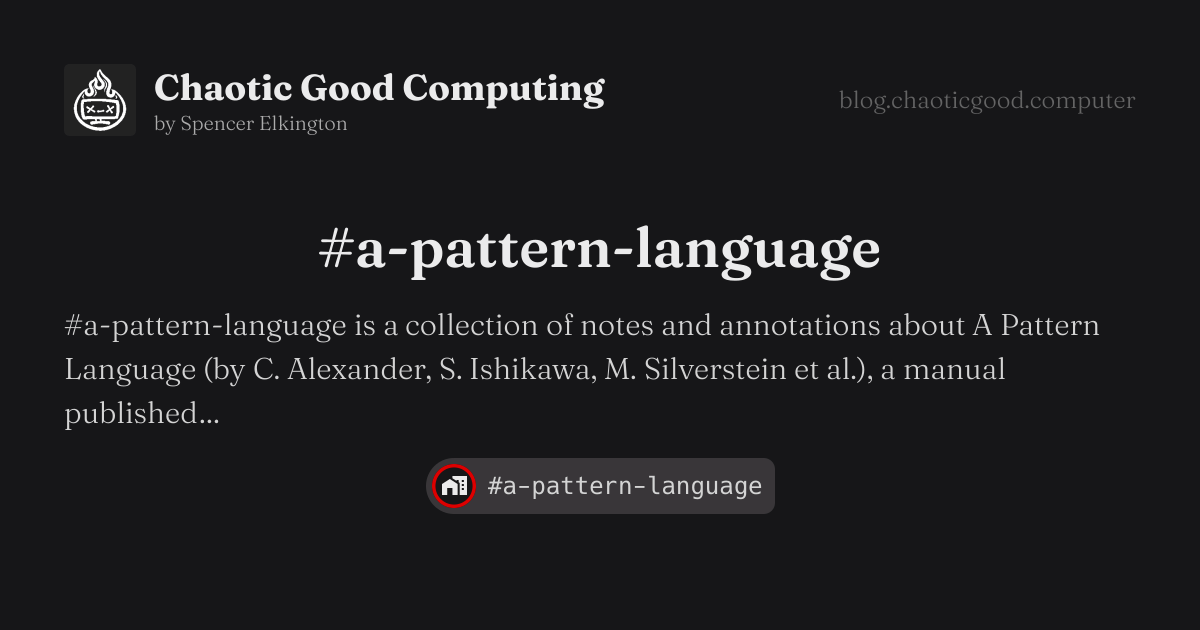 Chaotic Good Computing
by Spencer Elkington
blog.chaoticgood.computer
#a-pattern-language
#a-pattern-language is a collection of notes and annotations about A Pattern
Language (by C. Alexander, S. Ishikawa, M. Silverstein et al.), a manual
published...
#a-pattern-language